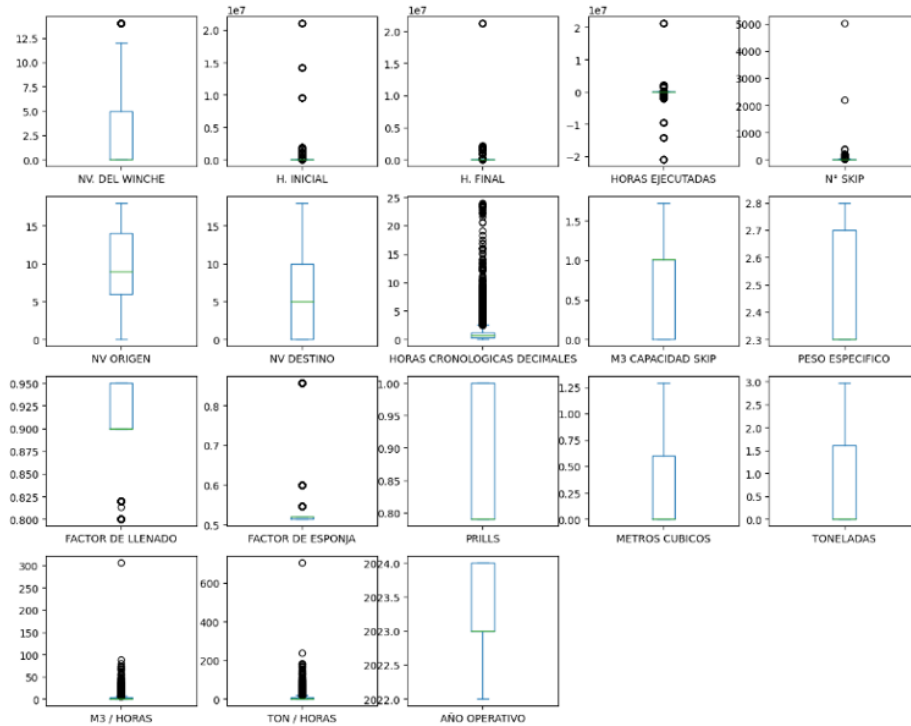 1e7 1e7 1e7
12.5 10.0 7.5 5.0 2.5 0.0
2.0 1.5 1.0 0.5 0.0
2.0 1.5 1.0 0.5 0.0
2 1 0 −1 −2
5000 4000 3000 2000 1000 0
NV. DEL WINCHE H. INICIAL H. FINAL HORAS EJECUTADAS N° SKIP
15 10 5 0
15 10 5 0
25 20 15 10 5 0
1.5 1.0 0.5 0.0
2.8 2.7 2.6 2.5 2.4 2.3
NV ORIGEN NV DESTINO HORAS CRONOLOGICAS DECIMALES M3 CAPACIDAD SKIP PESO ESPECIFICO
0.950 0.925 0.900 0.875 0.850 0.825 0.800
0.8 0.7 0.6 0.5
1.00 0.95 0.90 0.85 0.80
1.25 1.00 0.75 0.50 0.25 0.00
3.0 2.5 2.0 1.5 1.0 0.5 0.0
FACTOR DE LLENADO FACTOR DE ESPONJA PRILLS METROS CUBICOS TONELADAS
300 250 200 150 100 50 0
600 400 200 0
2024.0 2023.5 2023.0 2022.5 2022.0
M3 / HORAS TON / HORAS AÑO OPERATIVO